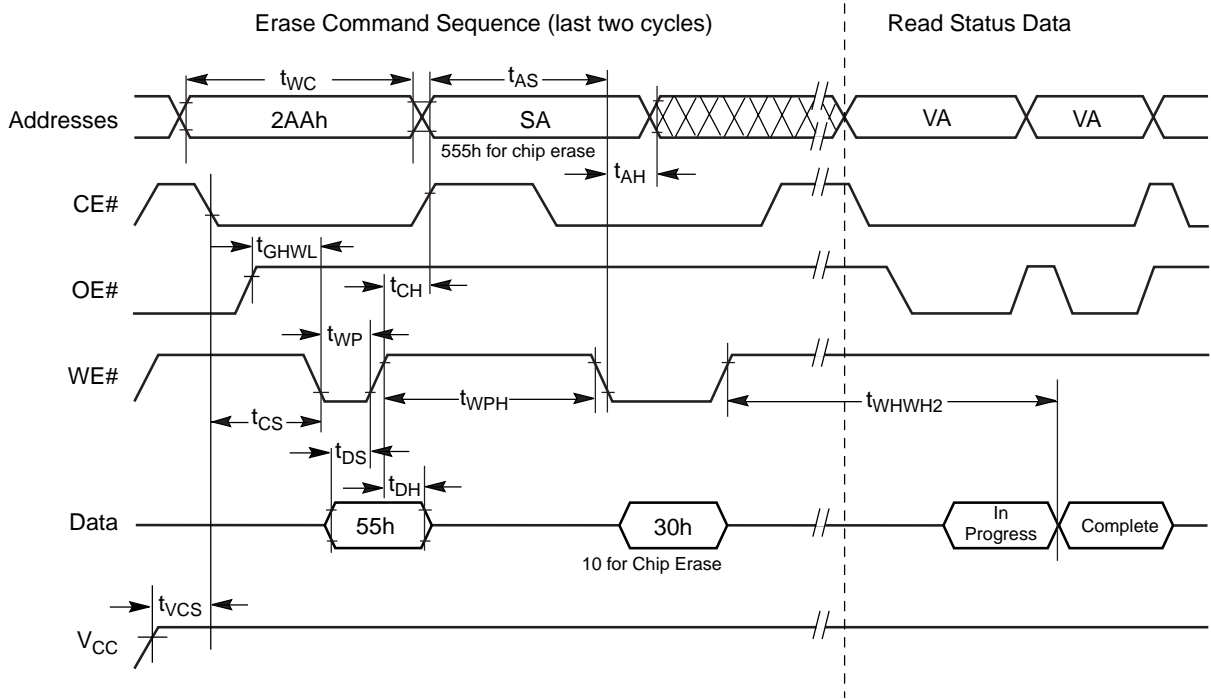 Erase Command Sequence (last two cycles)
Read Status Data
tWC
tAS
Addresses
2AAh
SA
VA
VA
555h for chip erase
tAH
CE#
tGHWL
OE#
tCH
tWP
WE#
tWPH
tWHWH2
tCS
tDS
tDH
Data
55h
30h
In
Progress
Complete
10 for Chip Erase
tVCS
VCC